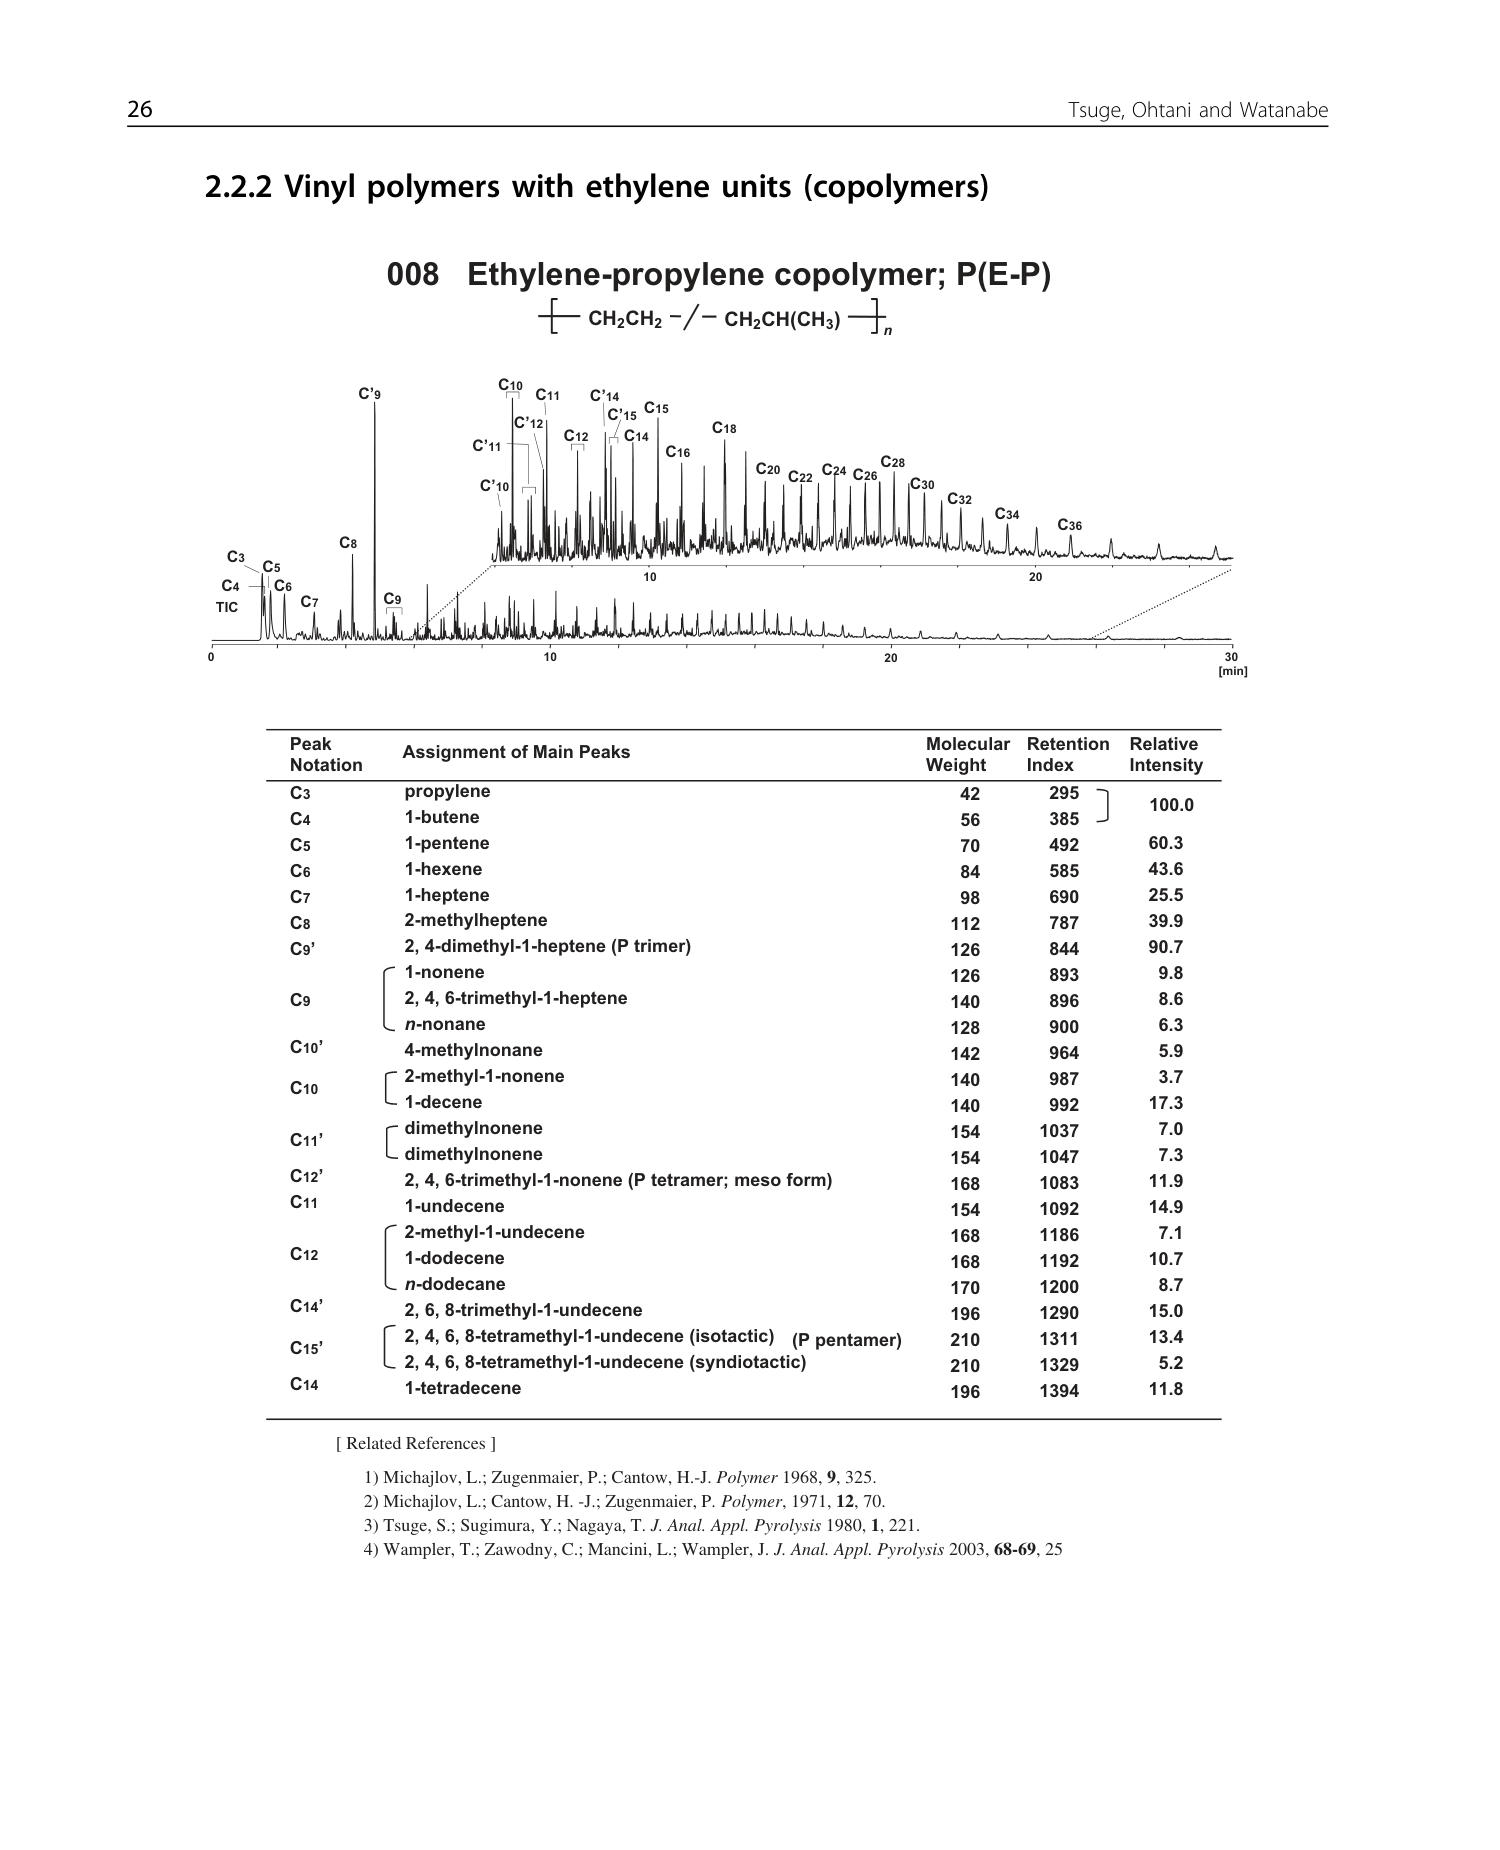 26 Tsuge, Ohtani and Watanabe
2.2.2 Vinyl polymers with ethylene units (copolymers)
008 Ethylene-propylene copolymer; P(E-P)
[ CH2CH2 –/– CH2CH(CH3) ]n
C'9
C10
C11
C'14
C'15
C15
C'12
C12
C14
C18
C'11
C16
C28
C20
C22
C24
C26
C'10
C30
C32
C34
C36
C8
C3
C5
C4
C6
TIC
C7
C9
10 20
0 10 20 30
[min]
Peak Notation Assignment of Main Peaks Molecular Weight Retention Index Relative Intensity
C3 propylene 42 295 100.0
C4 1-butene 56 385
C5 1-pentene 70 492 60.3
C6 1-hexene 84 585 43.6
C7 1-heptene 98 690 25.5
C8 2-methylheptene 112 787 39.9
C9’ 2, 4-dimethyl-1-heptene (P trimer) 126 844 90.7
1-nonene 126 893 9.8
C9 2, 4, 6-trimethyl-1-heptene 140 896 8.6
n-nonane 128 900 6.3
C10’ 4-methylnonane 142 964 5.9
C10 2-methyl-1-nonene 140 987 3.7
1-decene 140 992 17.3
C11’ dimethylnonene 154 1037 7.0
dimethylnonene 154 1047 7.3
C12’ 2, 4, 6-trimethyl-1-nonene (P tetramer; meso form) 168 1083 11.9
C11 1-undecene 154 1092 14.9
2-methyl-1-undecene 168 1186 7.1
C12 1-dodecene 168 1192 10.7
n-dodecane 170 1200 8.7
C14’ 2, 6, 8-trimethyl-1-undecene 196 1290 15.0
C15’ 2, 4, 6, 8-tetramethyl-1-undecene (isotactic) (P pentamer) 210 1311 13.4
2, 4, 6, 8-tetramethyl-1-undecene (syndiotactic) 210 1329 5.2
C14 1-tetradecene 196 1394 11.8
[ Related References ]
1) Michajlov, L.; Zugenmaier, P.; Cantow, H.-J. Polymer 1968, 9, 325.
2) Michajlov, L.; Cantow, H. -J.; Zugenmaier, P. Polymer, 1971, 12, 70.
3) Tsuge, S.; Sugimura, Y.; Nagaya, T. J. Anal. Appl. Pyrolysis 1980, 1, 221.
4) Wampler, T.; Zawodny, C.; Mancini, L.; Wampler, J. J. Anal. Appl. Pyrolysis 2003, 68-69, 25